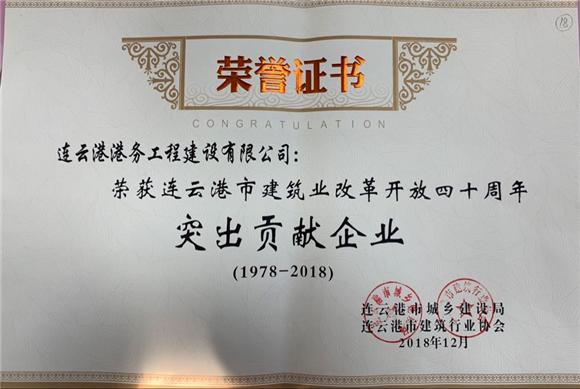 18
荣誉证书
CONGRATULATION
连云港港务工程建设有限公司：
荣获连云港市建筑业改革开放四十周年
突出贡献企业
(1978-2018)
连云港市城乡建设局
连云港市建筑行业协会
2018年12月